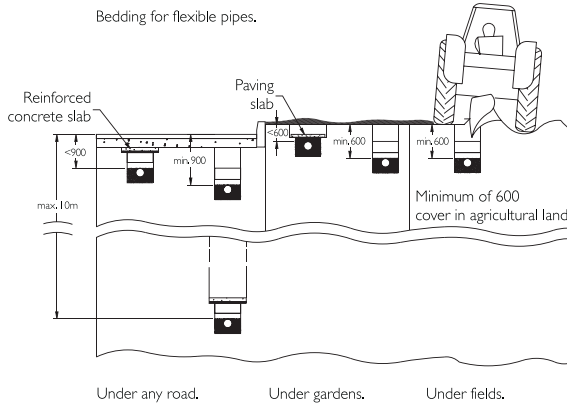 Bedding for flexible pipes.
Reinforced
concrete slab
Paving
slab
<900
min. 900
<600
min. 600
min. 600
max. 10m
Minimum of 600
cover in agricultural land
Under any road.
Under gardens.
Under fields.